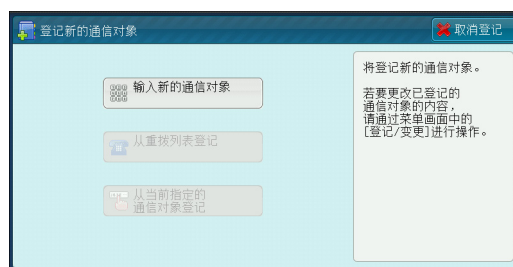 登记新的通信对象
取消登记
输入新的通信对象
从重拨列表登记
从当前指定的
通信对象登记
将登记新的通信对象。
若要更改已登记的
通信对象的内容，
请通过菜单画面中的
[登记/变更]进行操作。